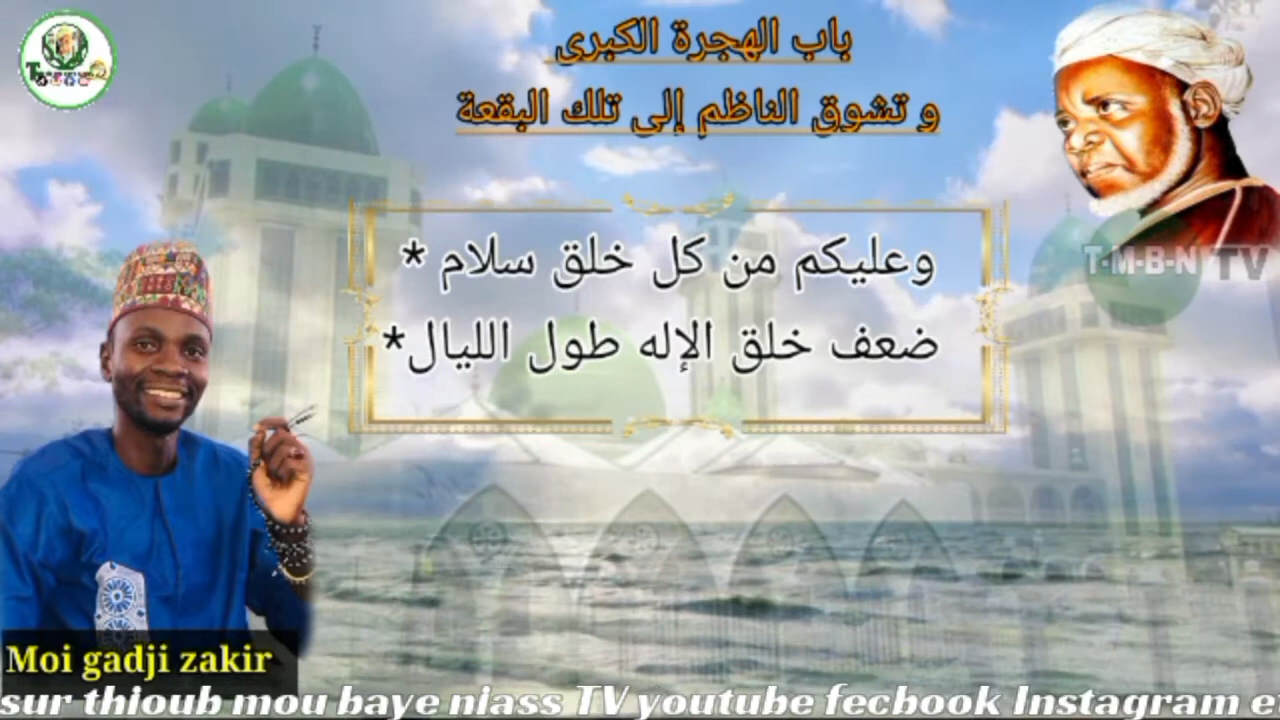 باب الهجرة الكبرى
و تشوق الناظم إلى تلك البقعة
T-M-B-N TV
وعليكم من كل خلق سلام *
ضعف خلق الإله طول الليال*
Moi gadji zakir
sur thioub mou baye niass TV youtube fecbook Instagram e